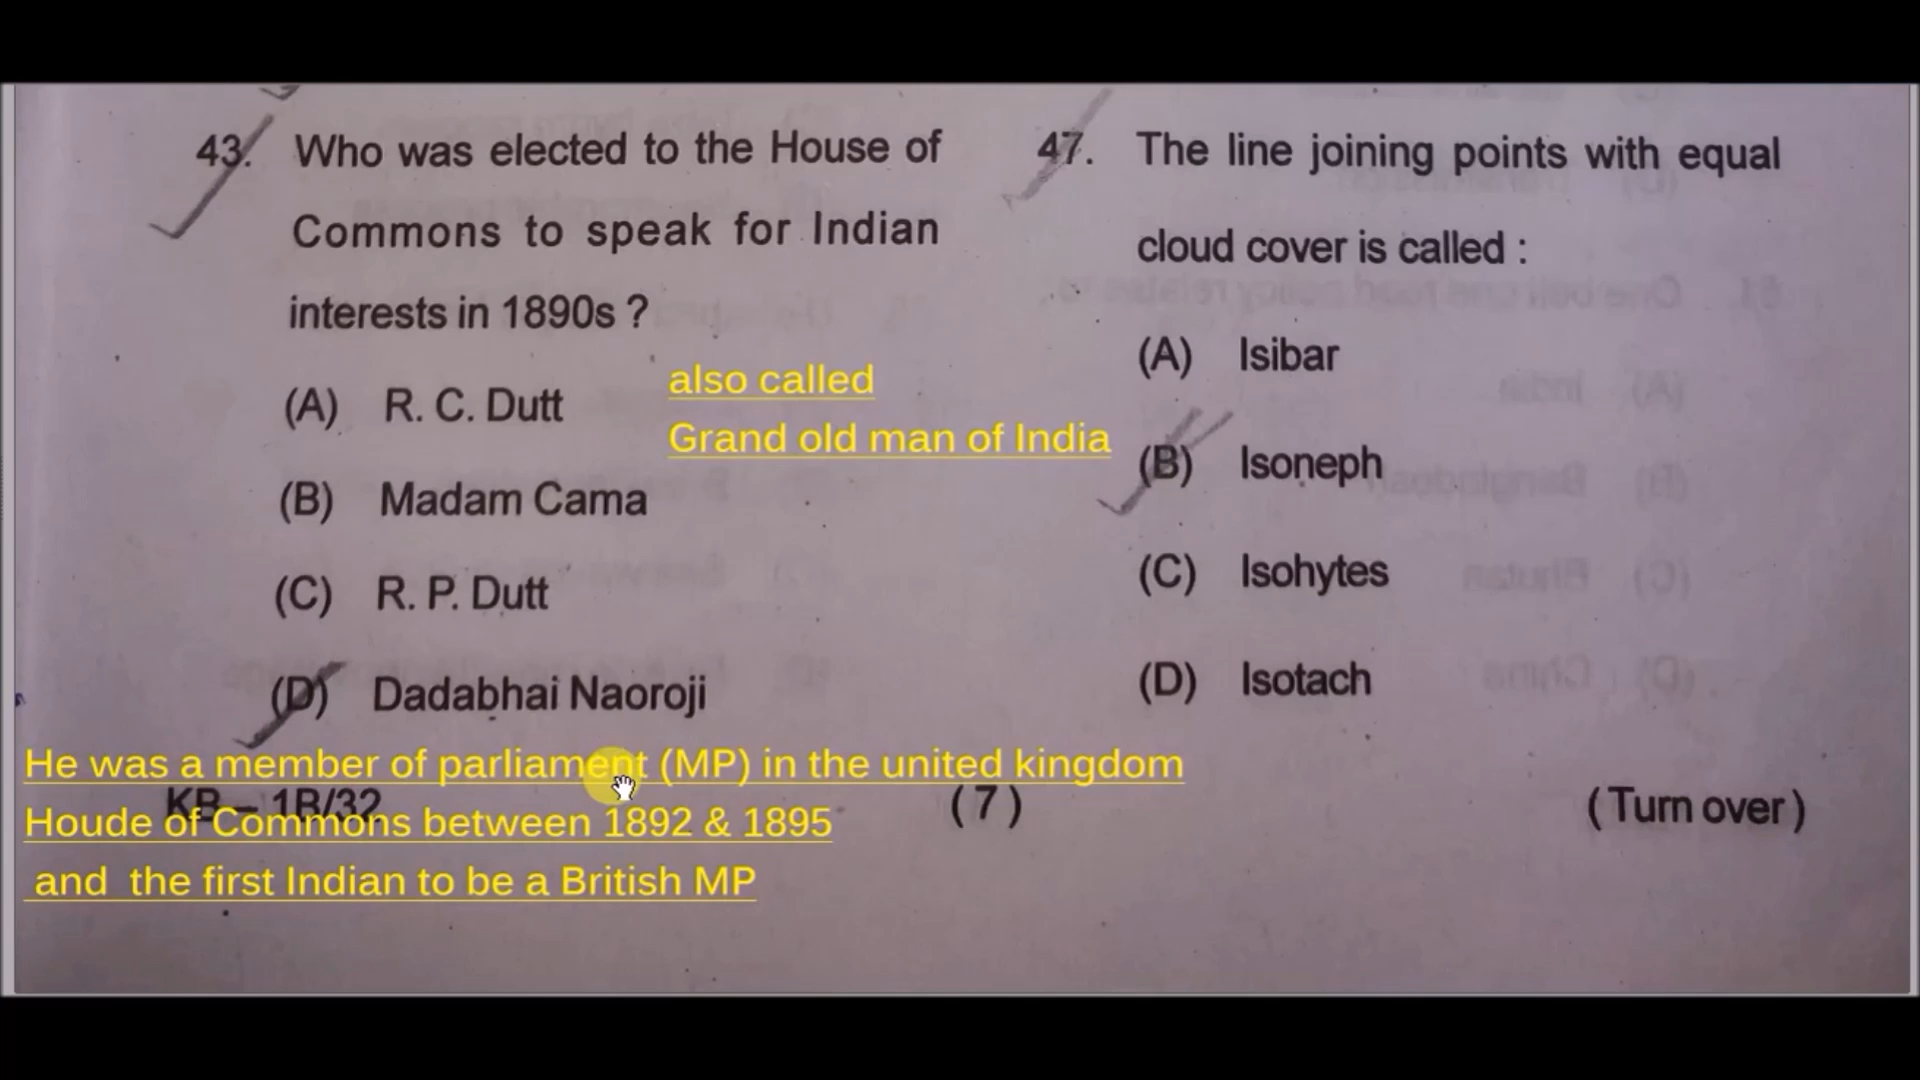 43. Who was elected to the House of
Commons to speak for Indian
interests in 1890s ?
(A) R. C. Dutt
also called
Grand old man of India
(B) Madam Cama
(C) R. P. Dutt
(D) Dadabhai Naoroji
He was a member of parliament (MP) in the united kingdom
Houde of Commons between 1892 & 1895
and the first Indian to be a British MP
47. The line joining points with equal
cloud cover is called :
(A) Isibar
(B) Isoneph
(C) Isohytes
(D) Isotach
KB – 1B/32 (7) (Turn over)